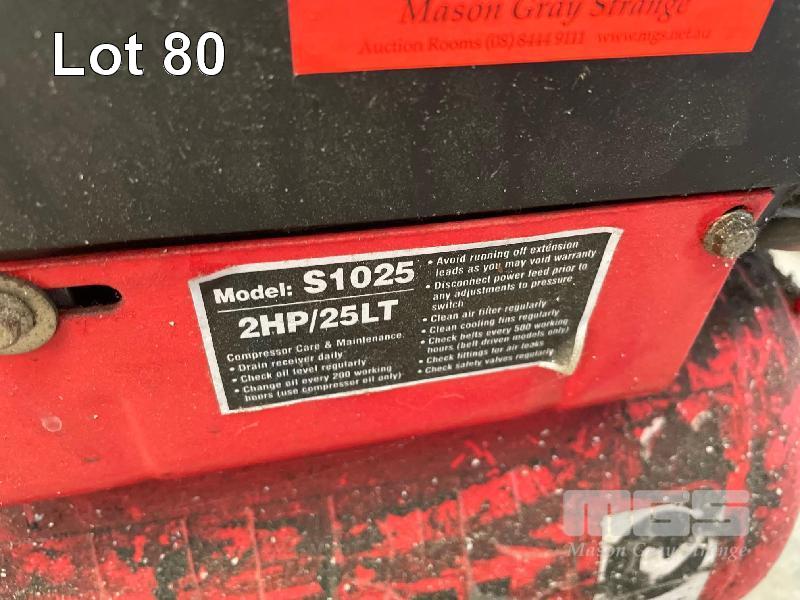 Lot 80
Mason Gray Strange
Auction Rooms (08) 8444 9111 www.mgs.net.au
Model: S1025
2HP/25LT
Compressor Care & Maintenance.
• Drain receiver daily
• Check oil level regularly
• Change oil every 200 working
hours (use compressor oil only)
• Avoid running off extension
leads as you may void warranty
• Disconnect power feed prior to
any adjustments to pressure
switch
• Clean air filter regularly
• Clean cooling fins regularly
• Check belts every 500 working
hours (belt driven models only)
• Check fittings for air leaks
• Check safety valves regularly
MGS
Mason Gray Strange